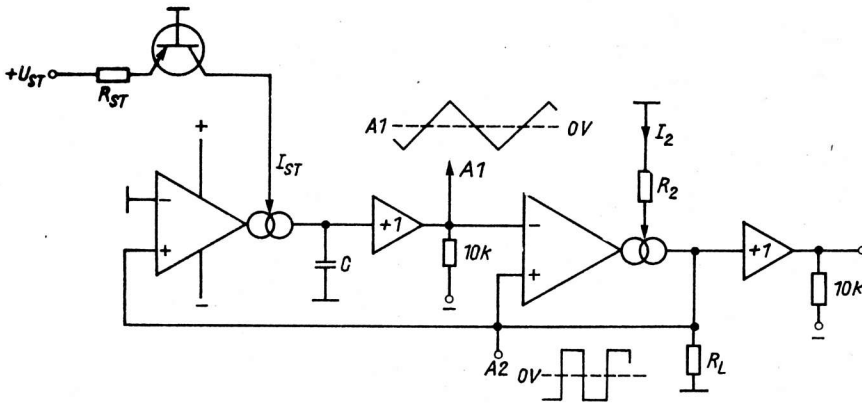 +U_ST
R_ST
+
I_ST
−
+
−
C
+1
A1
0V
A1
10k
−
−
+
I_2
R_2
+1
10k
−
A2
0V
R_L